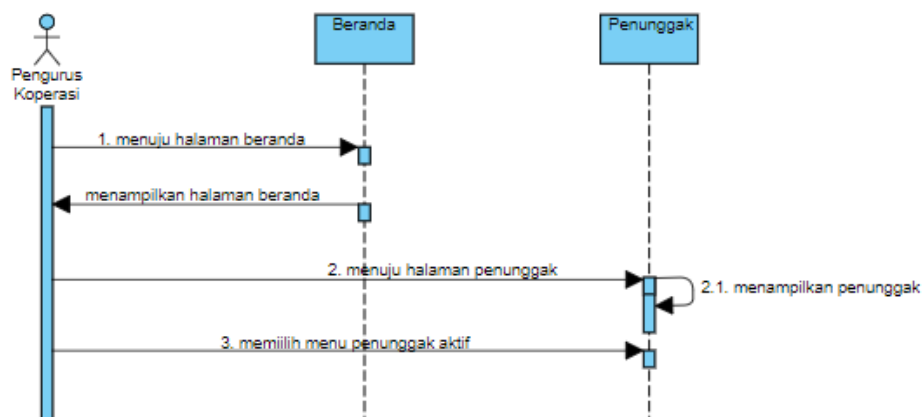 Beranda
Penunggak
Pengurus
Koperasi
1. menuju halaman beranda
menampilkan halaman beranda
2. menuju halaman penunggak
2.1. menampilkan penunggak
3. memiilih menu penunggak aktif